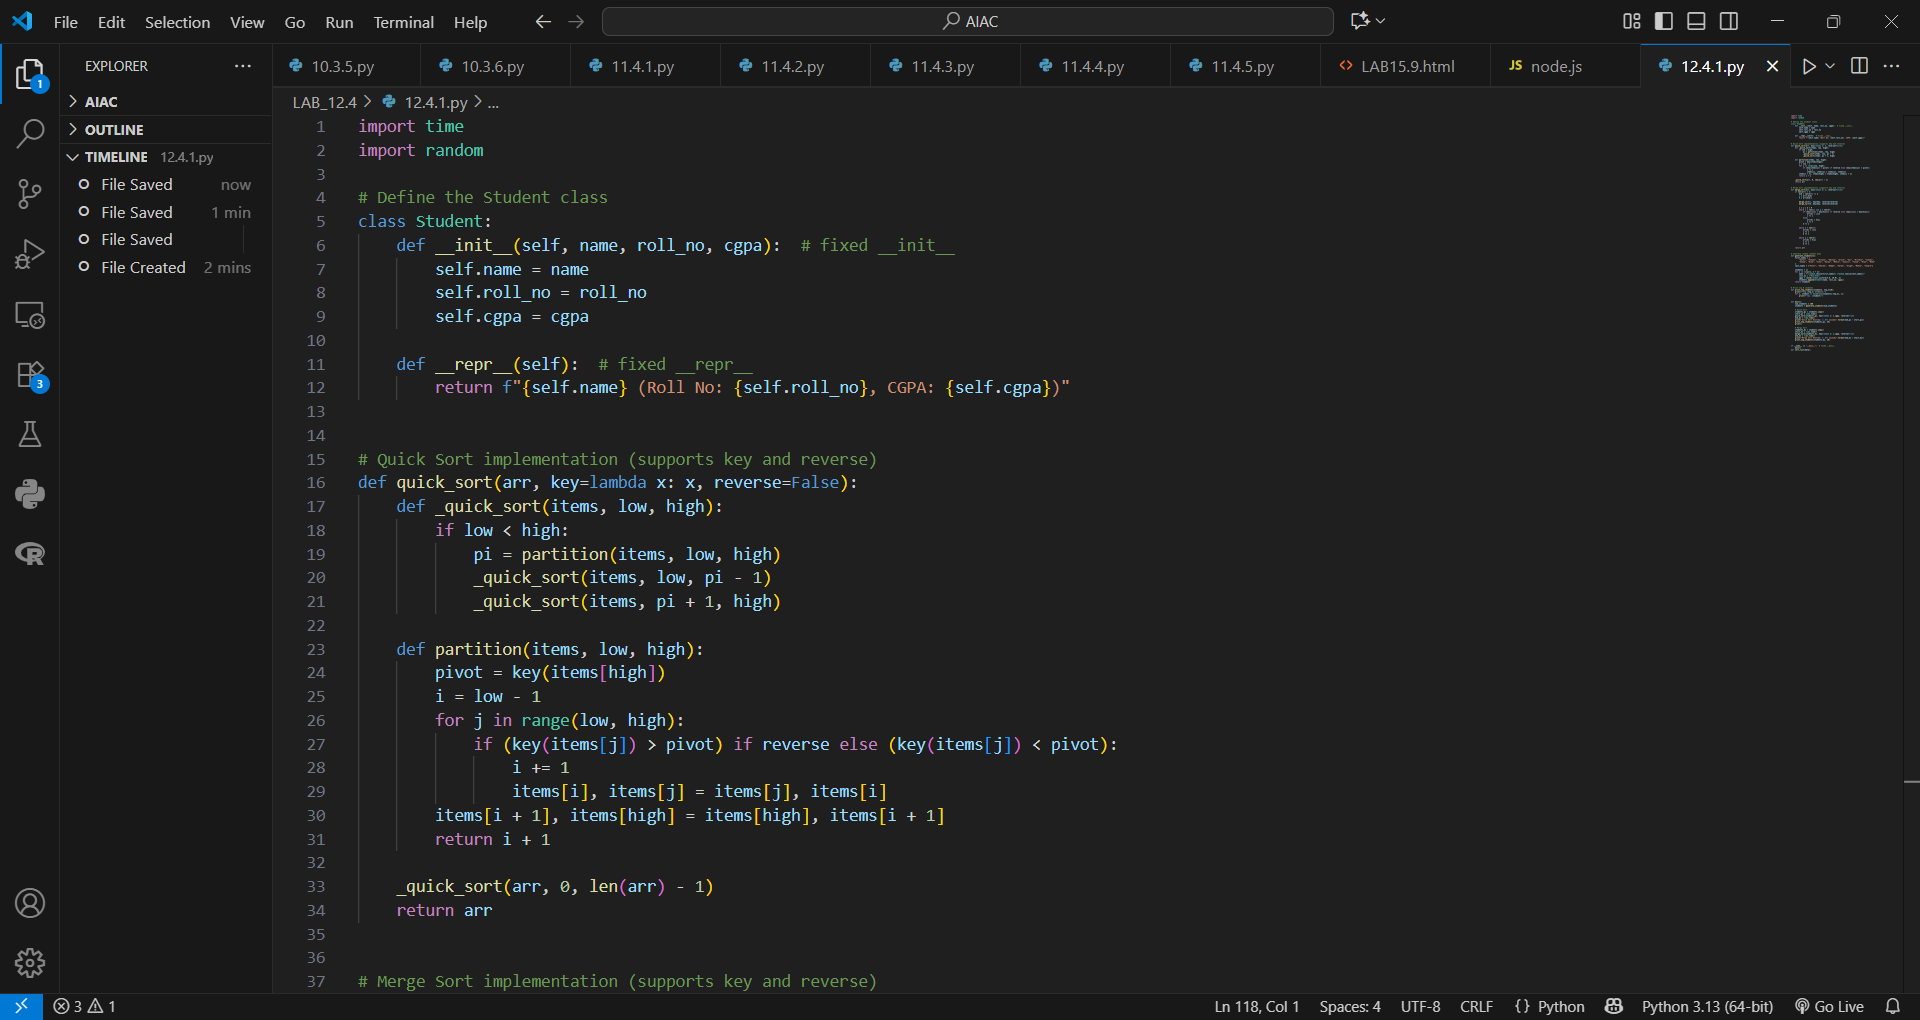 File Edit Selection View Go Run Terminal Help AIAC
EXPLORER
10.3.5.py 10.3.6.py 11.4.1.py 11.4.2.py 11.4.3.py 11.4.4.py 11.4.5.py <> LAB15.9.html JS node.js 12.4.1.py
1
AIAC
OUTLINE
TIMELINE 12.4.1.py
File Saved now
File Saved 1 min
File Saved
File Created 2 mins
3
LAB_12.4 > 12.4.1.py > ...
1 import time
2 import random
3
4 # Define the Student class
5 class Student:
6 def __init__(self, name, roll_no, cgpa):  # fixed __init__
7 self.name = name
8 self.roll_no = roll_no
9 self.cgpa = cgpa
10
11 def __repr__(self):  # fixed __repr__
12 return f"{self.name} (Roll No: {self.roll_no}, CGPA: {self.cgpa})"
13
14
15 # Quick Sort implementation (supports key and reverse)
16 def quick_sort(arr, key=lambda x: x, reverse=False):
17 def _quick_sort(items, low, high):
18 if low < high:
19 pi = partition(items, low, high)
20 _quick_sort(items, low, pi - 1)
21 _quick_sort(items, pi + 1, high)
22
23 def partition(items, low, high):
24 pivot = key(items[high])
25 i = low - 1
26 for j in range(low, high):
27 if (key(items[j]) > pivot) if reverse else (key(items[j]) < pivot):
28 i += 1
29 items[i], items[j] = items[j], items[i]
30 items[i + 1], items[high] = items[high], items[i + 1]
31 return i + 1
32
33 _quick_sort(arr, 0, len(arr) - 1)
34 return arr
35
36
37 # Merge Sort implementation (supports key and reverse)
3 1 Ln 118, Col 1 Spaces: 4 UTF-8 CRLF {} Python Python 3.13 (64-bit) Go Live